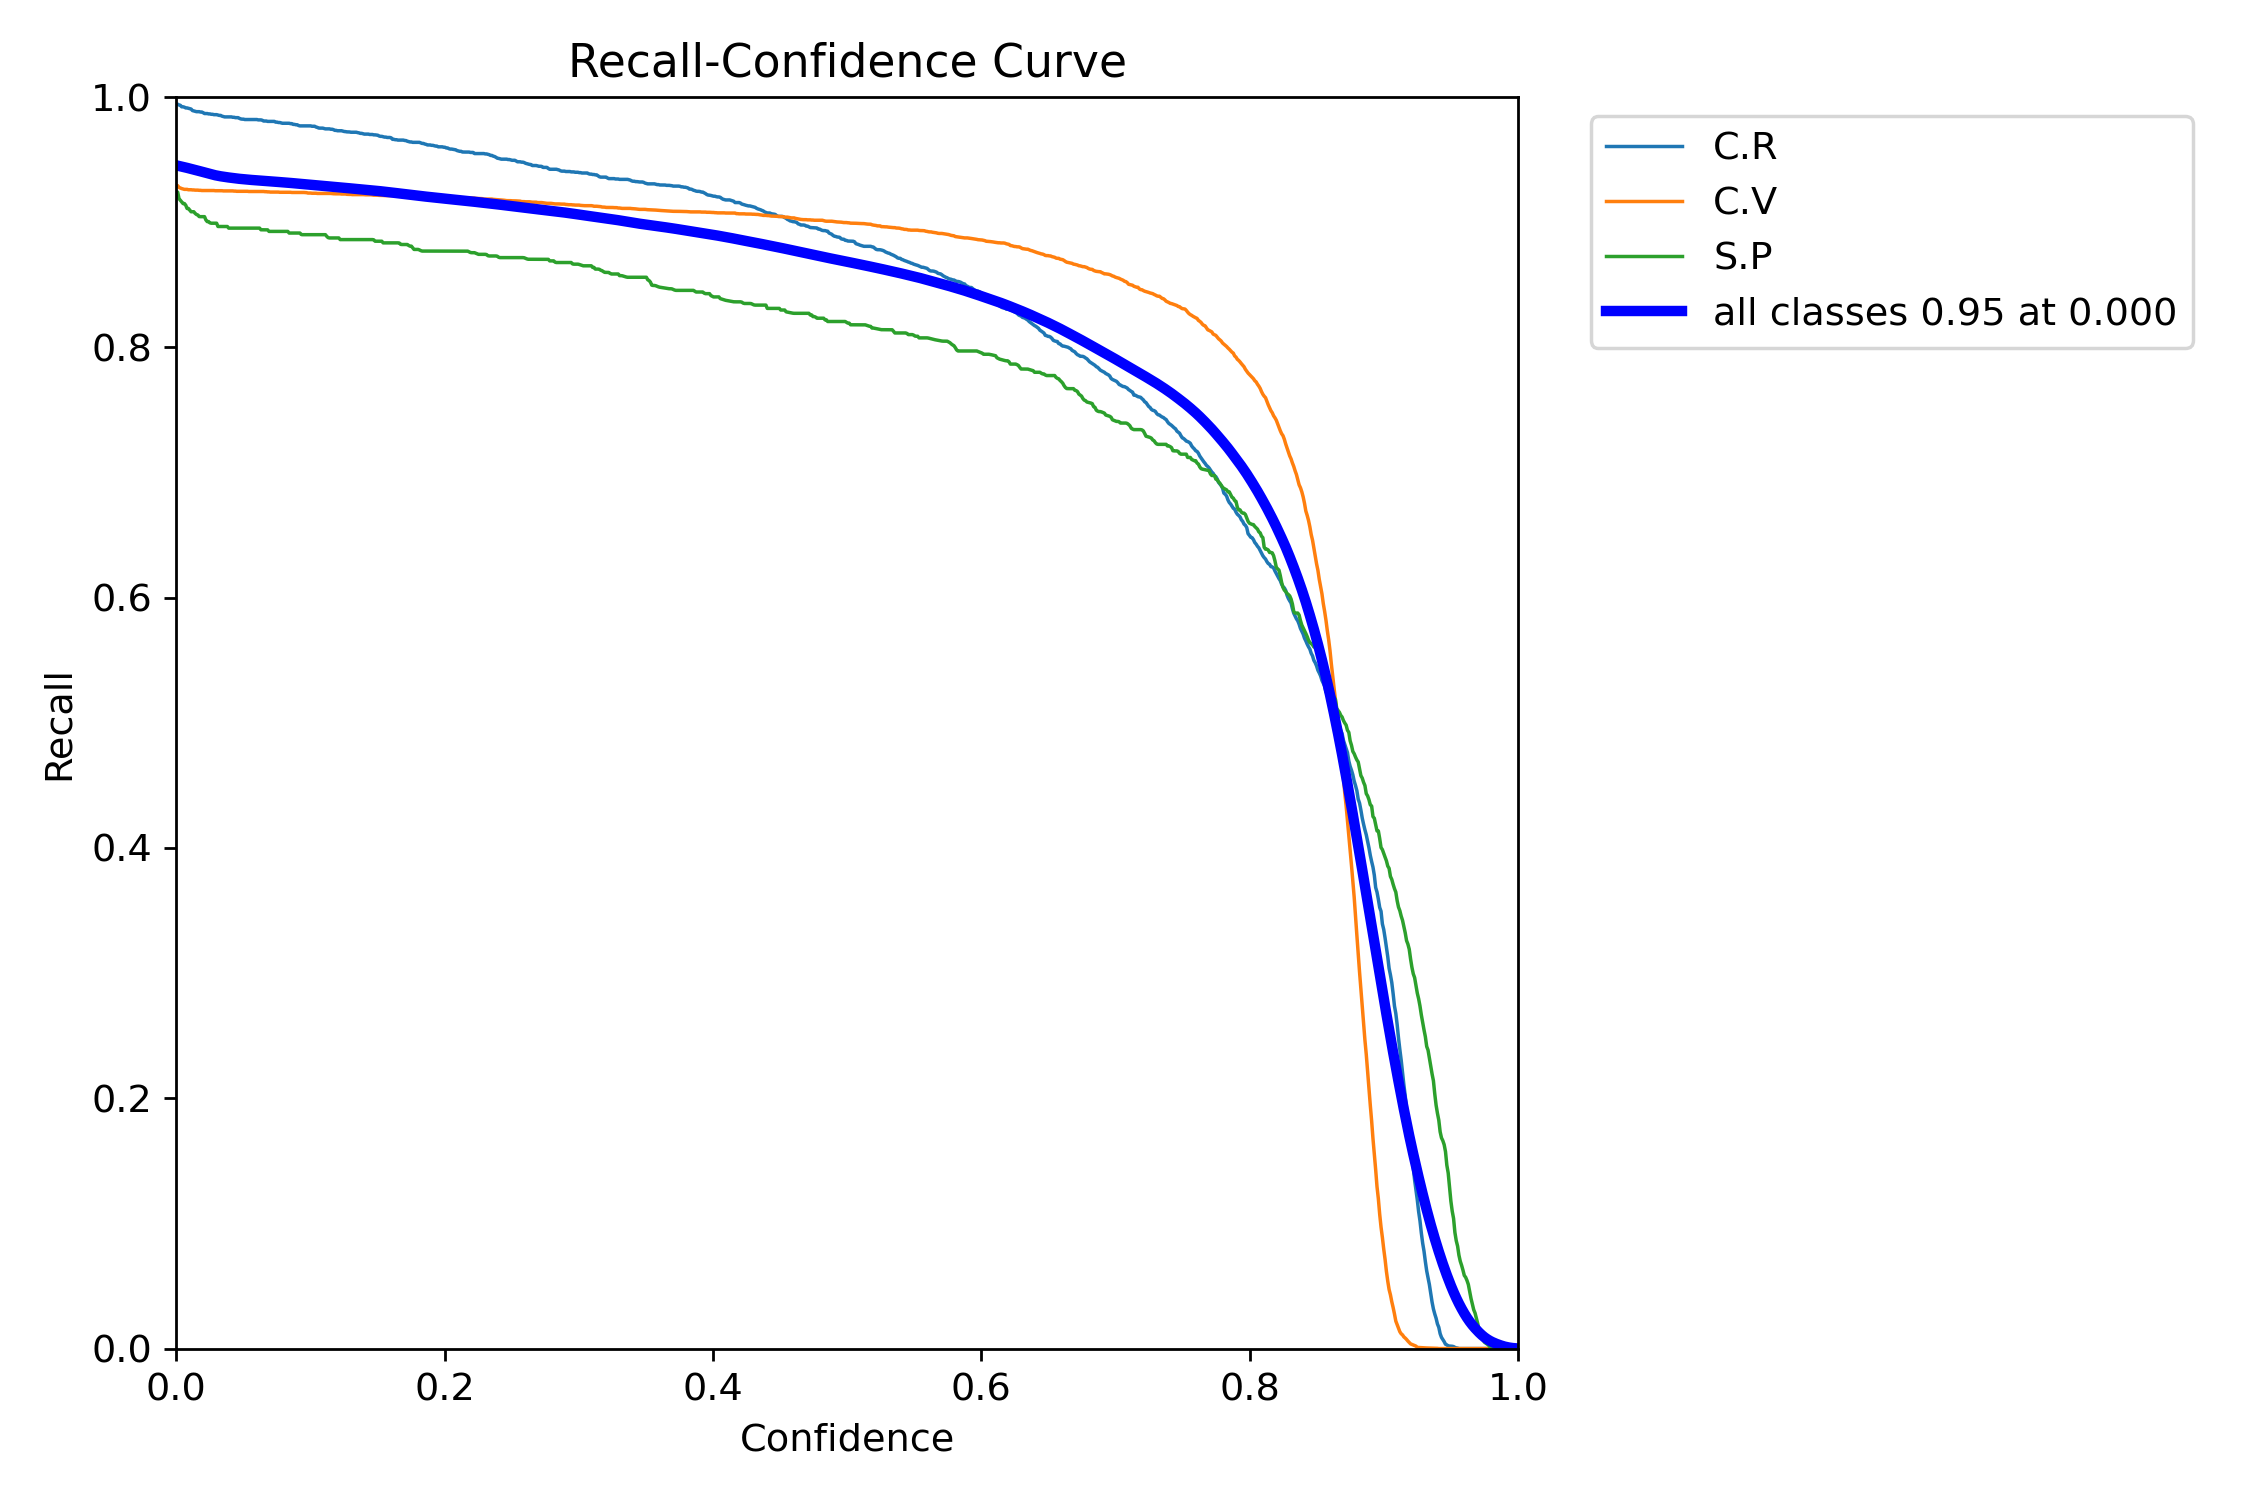 Recall-Confidence Curve
1.0
0.8
0.6
0.4
0.2
0.0
Recall
0.0 0.2 0.4 0.6 0.8 1.0
Confidence
C.R
C.V
S.P
all classes 0.95 at 0.000